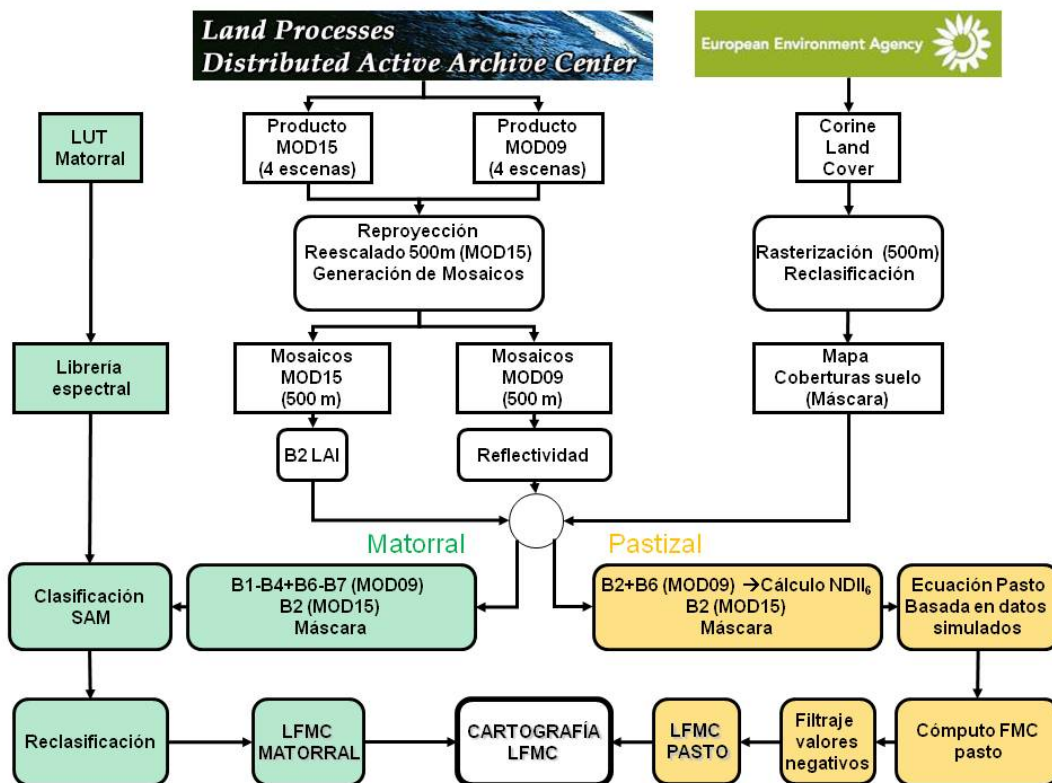 Land Processes
Distributed Active Archive Center
European Environment Agency
LUT
Matorral
Producto
MOD15
(4 escenas)
Producto
MOD09
(4 escenas)
Corine
Land
Cover
Reproyección
Reescalado 500m (MOD15)
Generación de Mosaicos
Rasterización (500m)
Reclasificación
Librería
espectral
Mosaicos
MOD15
(500 m)
Mosaicos
MOD09
(500 m)
Mapa
Coberturas suelo
(Máscara)
B2 LAI
Reflectividad
Matorral
Pastizal
Clasificación
SAM
B1-B4+B6-B7 (MOD09)
B2 (MOD15)
Máscara
B2+B6 (MOD09) →Cálculo NDII₆
B2 (MOD15)
Máscara
Ecuación Pasto
Basada en datos
simulados
Reclasificación
LFMC
MATORRAL
CARTOGRAFÍA
LFMC
LFMC
PASTO
Filtraje
valores
negativos
Cómputo FMC
pasto